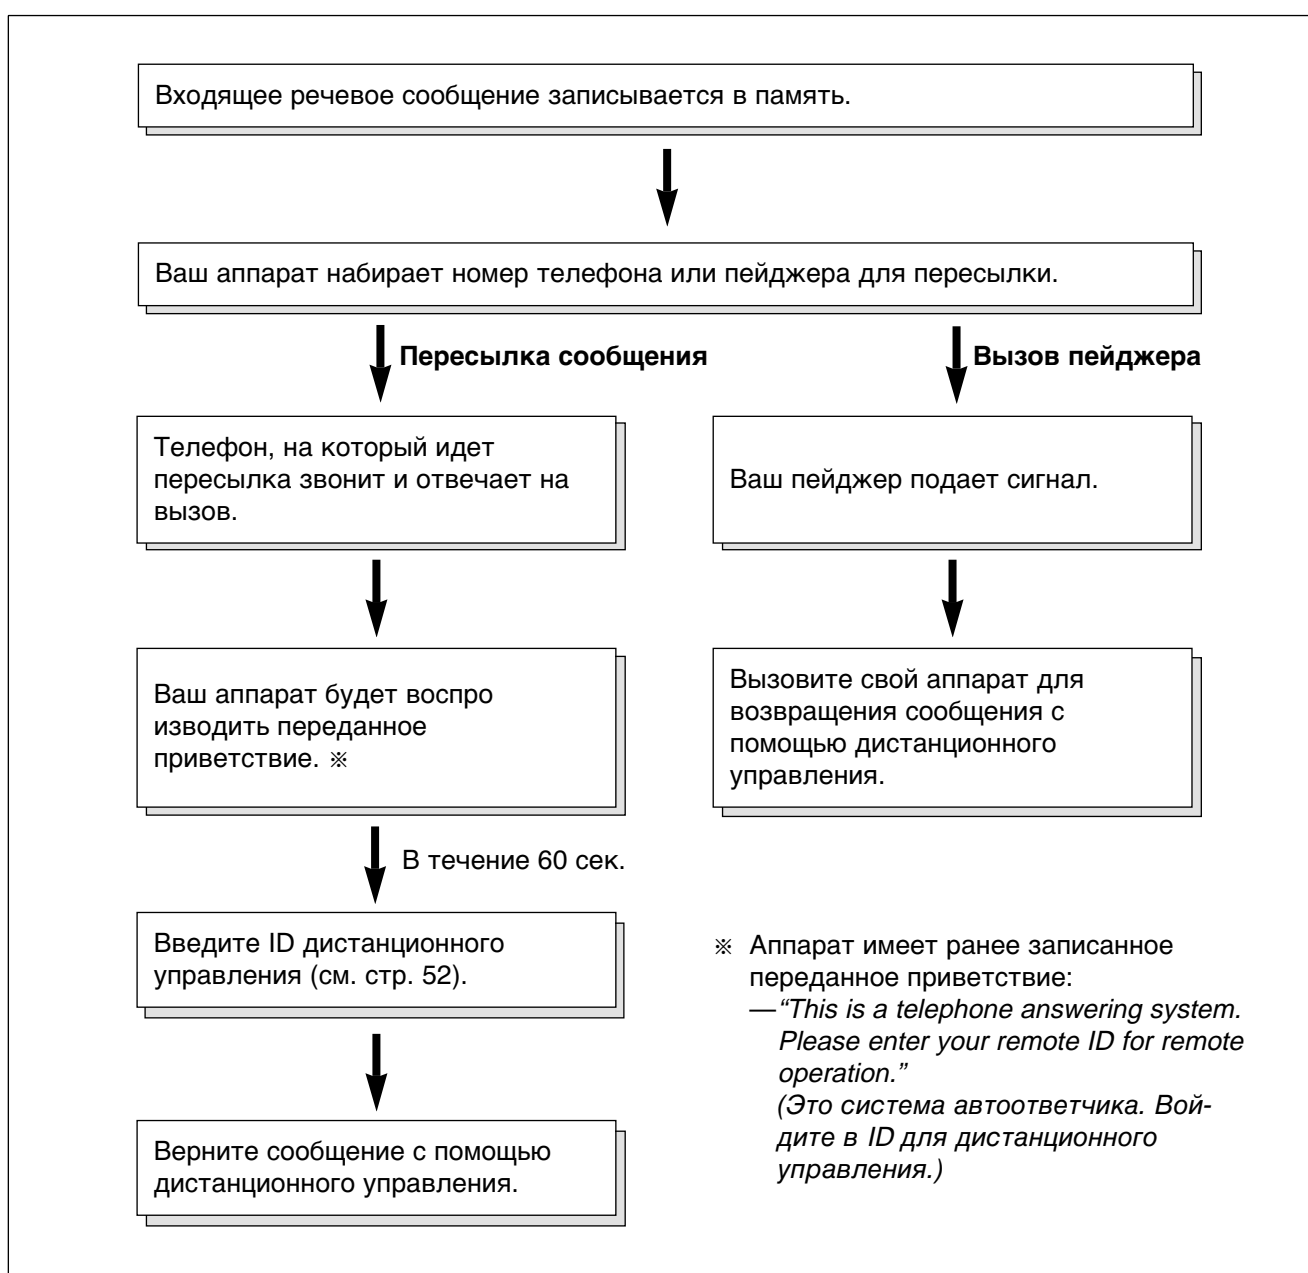 Входящее речевое сообщение записывается в память.
Ваш аппарат набирает номер телефона или пейджера для пересылки.
Пересылка сообщения
Вызов пейджера
Телефон, на который идет
пересылка звонит и отвечает на
вызов.
Ваш пейджер подает сигнал.
Ваш аппарат будет воспро
изводить переданное
приветствие. ※
Вызовите свой аппарат для
возвращения сообщения с
помощью дистанционного
управления.
В течение 60 сек.
Введите ID дистанционного
управления (см. стр. 52).
Верните сообщение с помощью
дистанционного управления.
※ Аппарат имеет ранее записанное
переданное приветствие:
—“This is a telephone answering system.
Please enter your remote ID for remote
operation.”
(Это система автоответчика. Вой-
дите в ID для дистанционного
управления.)